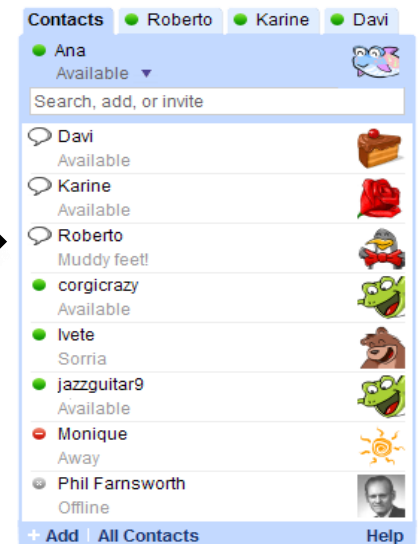 Contacts Roberto Karine Davi
Ana
Available
Search, add, or invite
Davi
Available
Karine
Available
Roberto
Muddy feet!
corgicrazy
Available
Ivete
Sorria
jazzguitar9
Available
Monique
Away
Phil Farnsworth
Offline
+ Add All Contacts Help